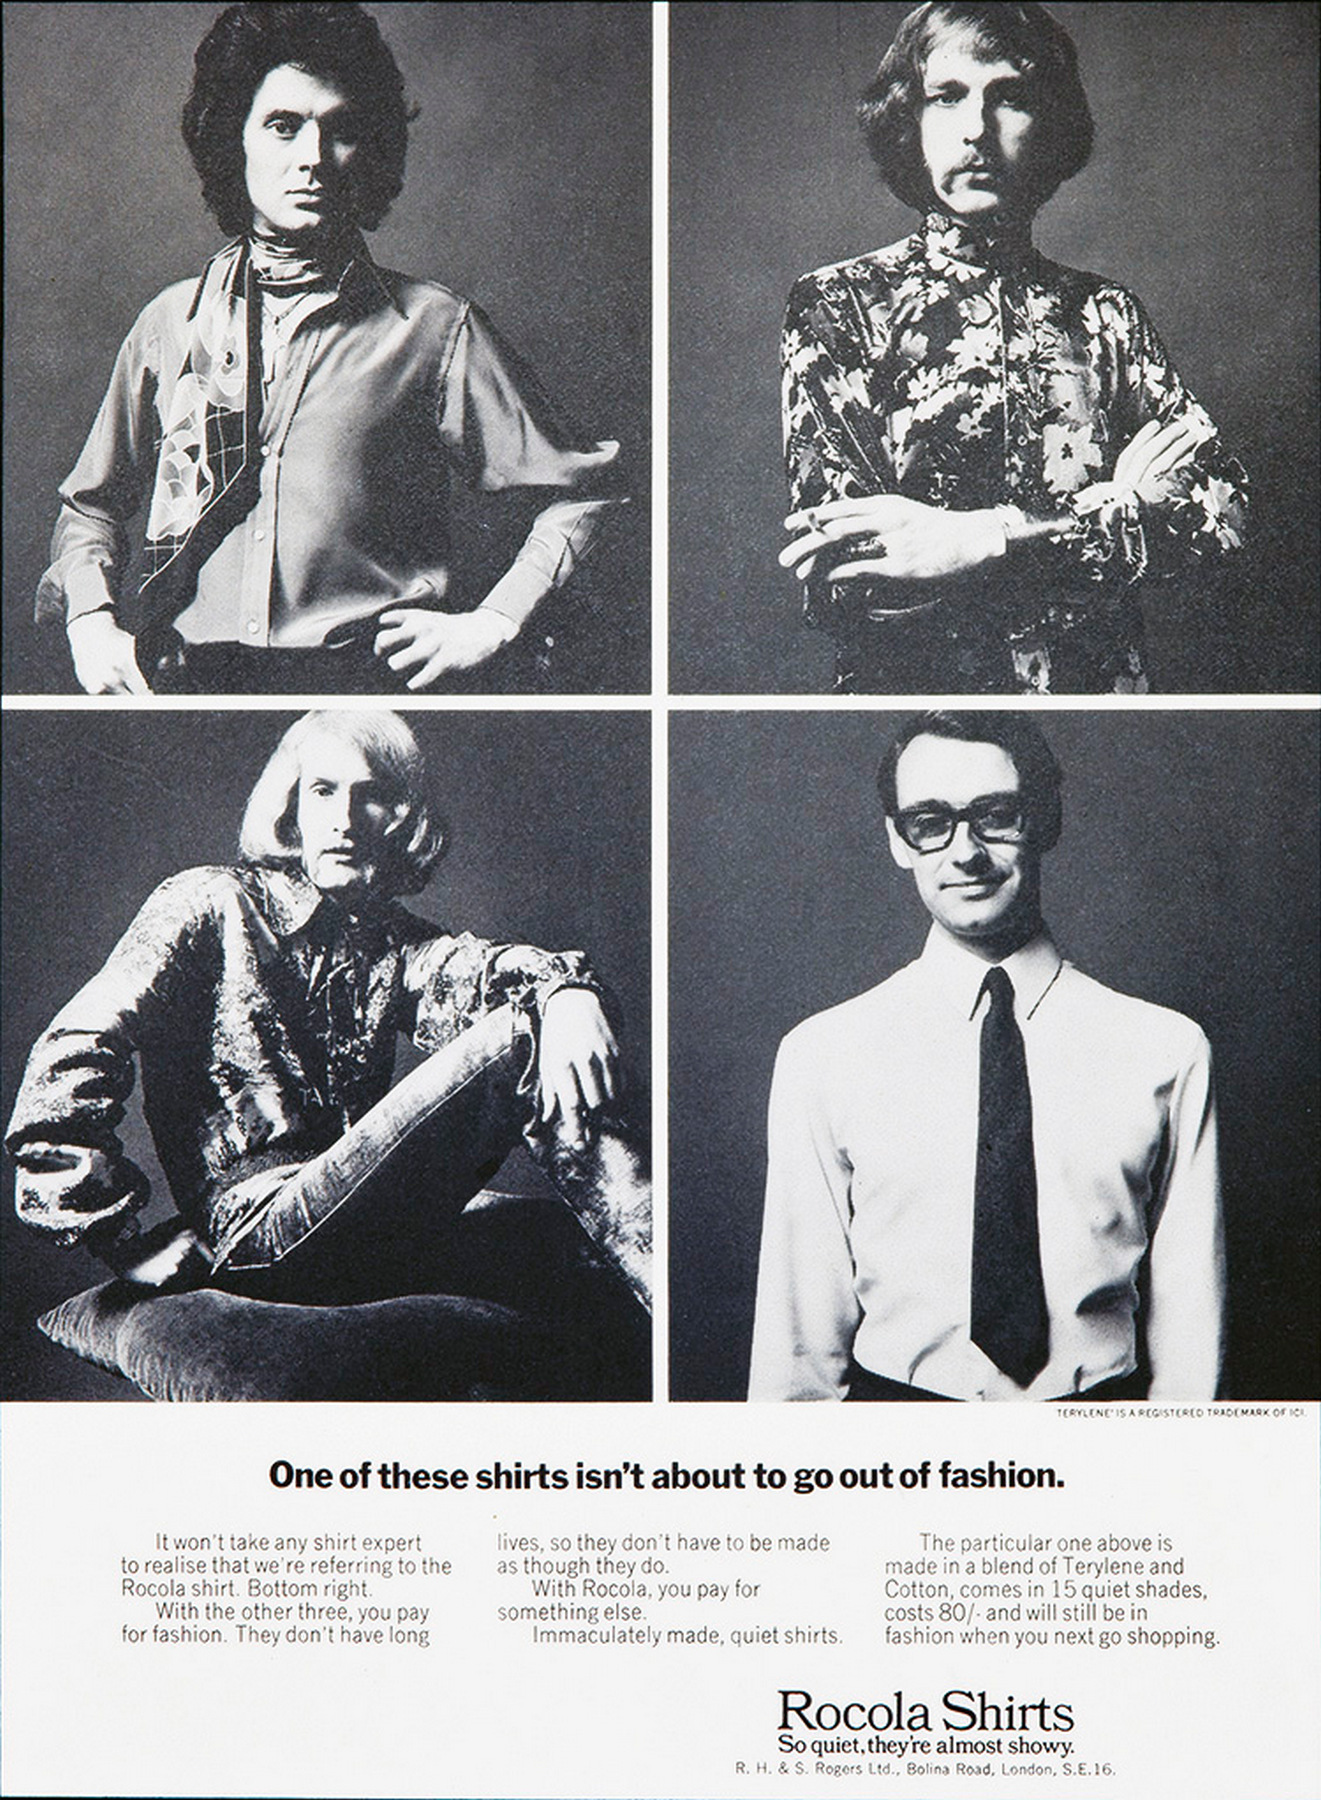 TERYLENE' IS A REGISTERED TRADEMARK OF ICI.
One of these shirts isn't about to go out of fashion.
It won't take any shirt expert
to realise that we're referring to the
Rocola shirt. Bottom right.
With the other three, you pay
for fashion. They don't have long
lives, so they don't have to be made
as though they do.
With Rocola, you pay for
something else.
Immaculately made, quiet shirts.
The particular one above is
made in a blend of Terylene and
Cotton, comes in 15 quiet shades,
costs 80/- and will still be in
fashion when you next go shopping.
Rocola Shirts
So quiet, they're almost showy.
R. H. & S. Rogers Ltd., Bolina Road, London, S.E.16.